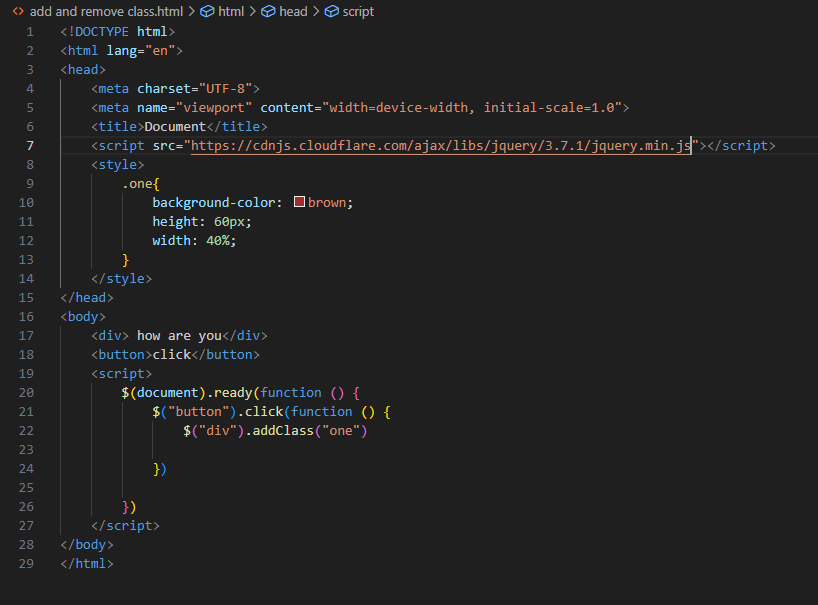 add and remove class.html > html > head > script
1 <!DOCTYPE html>
2 <html lang="en">
3 <head>
4     <meta charset="UTF-8">
5     <meta name="viewport" content="width=device-width, initial-scale=1.0">
6     <title>Document</title>
7     <script src="https://cdnjs.cloudflare.com/ajax/libs/jquery/3.7.1/jquery.min.js"></script>
8     <style>
9         .one{
10             background-color: brown;
11             height: 60px;
12             width: 40%;
13         }
14     </style>
15 </head>
16 <body>
17     <div> how are you</div>
18     <button>click</button>
19     <script>
20         $(document).ready(function () {
21             $("button").click(function () {
22                 $("div").addClass("one")
23
24             })
25
26         })
27     </script>
28 </body>
29 </html>